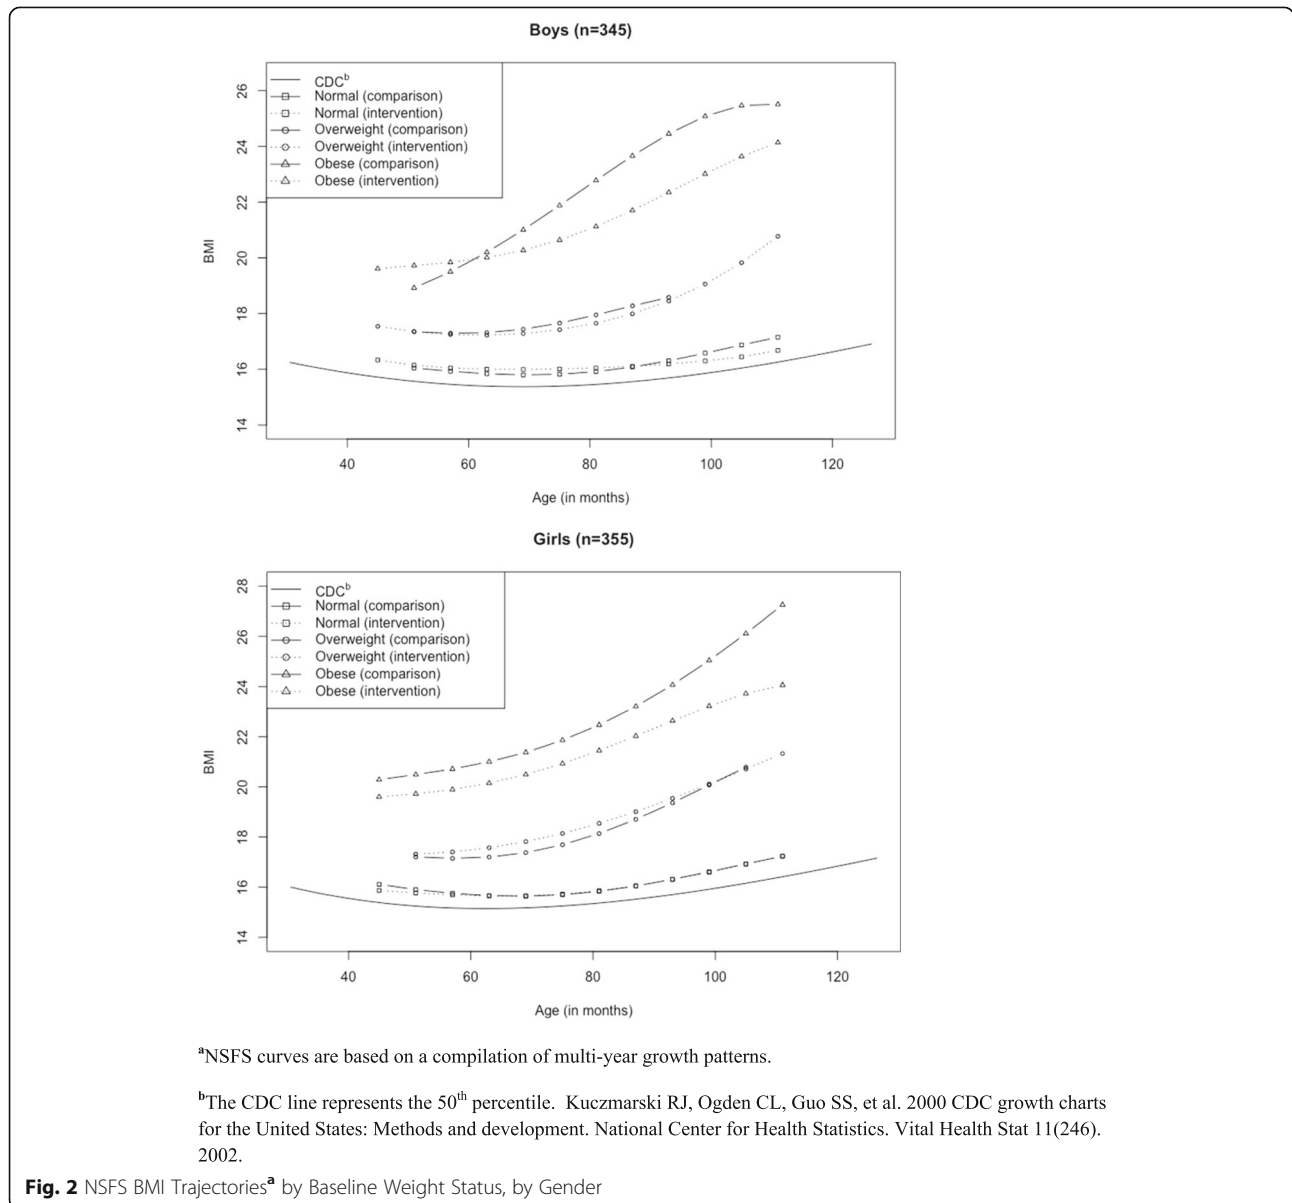 Boys (n=345)
26
24
22
20
18
16
14
BMI
CDCb
Normal (comparison)
Normal (intervention)
Overweight (comparison)
Overweight (intervention)
Obese (comparison)
Obese (intervention)
40 60 80 100 120
Age (in months)
Girls (n=355)
28
26
24
22
20
18
16
14
BMI
CDCb
Normal (comparison)
Normal (intervention)
Overweight (comparison)
Overweight (intervention)
Obese (comparison)
Obese (intervention)
40 60 80 100 120
Age (in months)
aNSFS curves are based on a compilation of multi-year growth patterns.
bThe CDC line represents the 50th percentile. Kuczmarski RJ, Ogden CL, Guo SS, et al. 2000 CDC growth charts
for the United States: Methods and development. National Center for Health Statistics. Vital Health Stat 11(246).
2002.
Fig. 2 NSFS BMI Trajectoriesa by Baseline Weight Status, by Gender